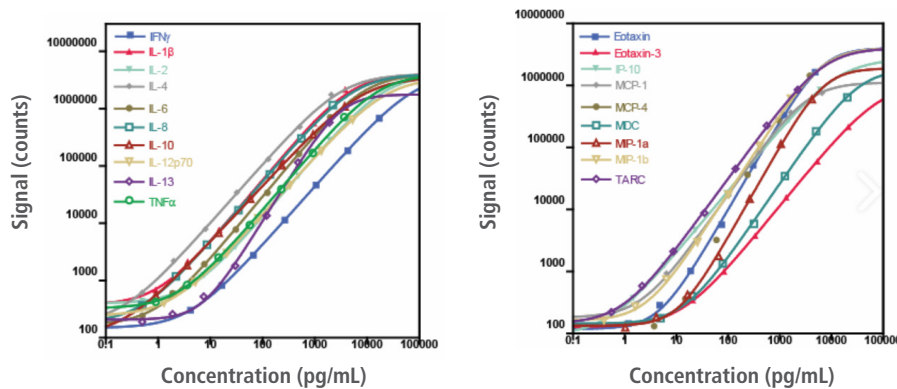 Signal (counts)
10000000
1000000
100000
10000
1000
100
IFNγ
IL-1β
IL-2
IL-4
IL-6
IL-8
IL-10
IL-12p70
IL-13
TNFα
0.1
1
10
100
1000
10000
100000
Concentration (pg/mL)
Signal (counts)
10000000
1000000
100000
10000
1000
100
Eotaxin
Eotaxin-3
IP-10
MCP-1
MCP-4
MDC
MIP-1a
MIP-1b
TARC
0.1
1
10
100
1000
10000
100000
Concentration (pg/mL)